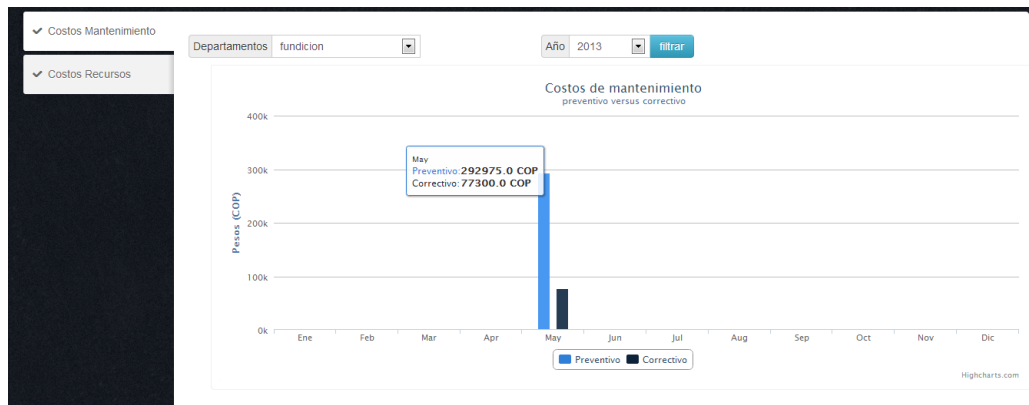 Costos Mantenimiento
Costos Recursos
Departamentos fundicion Año 2013 filtrar
Costos de mantenimiento
preventivo versus correctivo
400k
300k
200k
100k
0k
Pesos (COP)
May
Preventivo:292975.0 COP
Correctivo:77300.0 COP
Ene Feb Mar Apr May Jun Jul Aug Sep Oct Nov Dic
Preventivo Correctivo
Highcharts.com